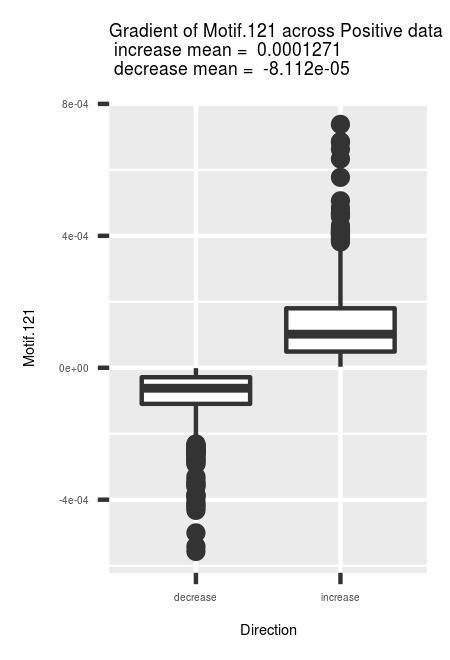 Gradient of Motif.121 across Positive data
increase mean =  0.0001271
decrease mean =  -8.112e-05
8e-04
4e-04
0e+00
-4e-04
Motif.121
decrease
increase
Direction